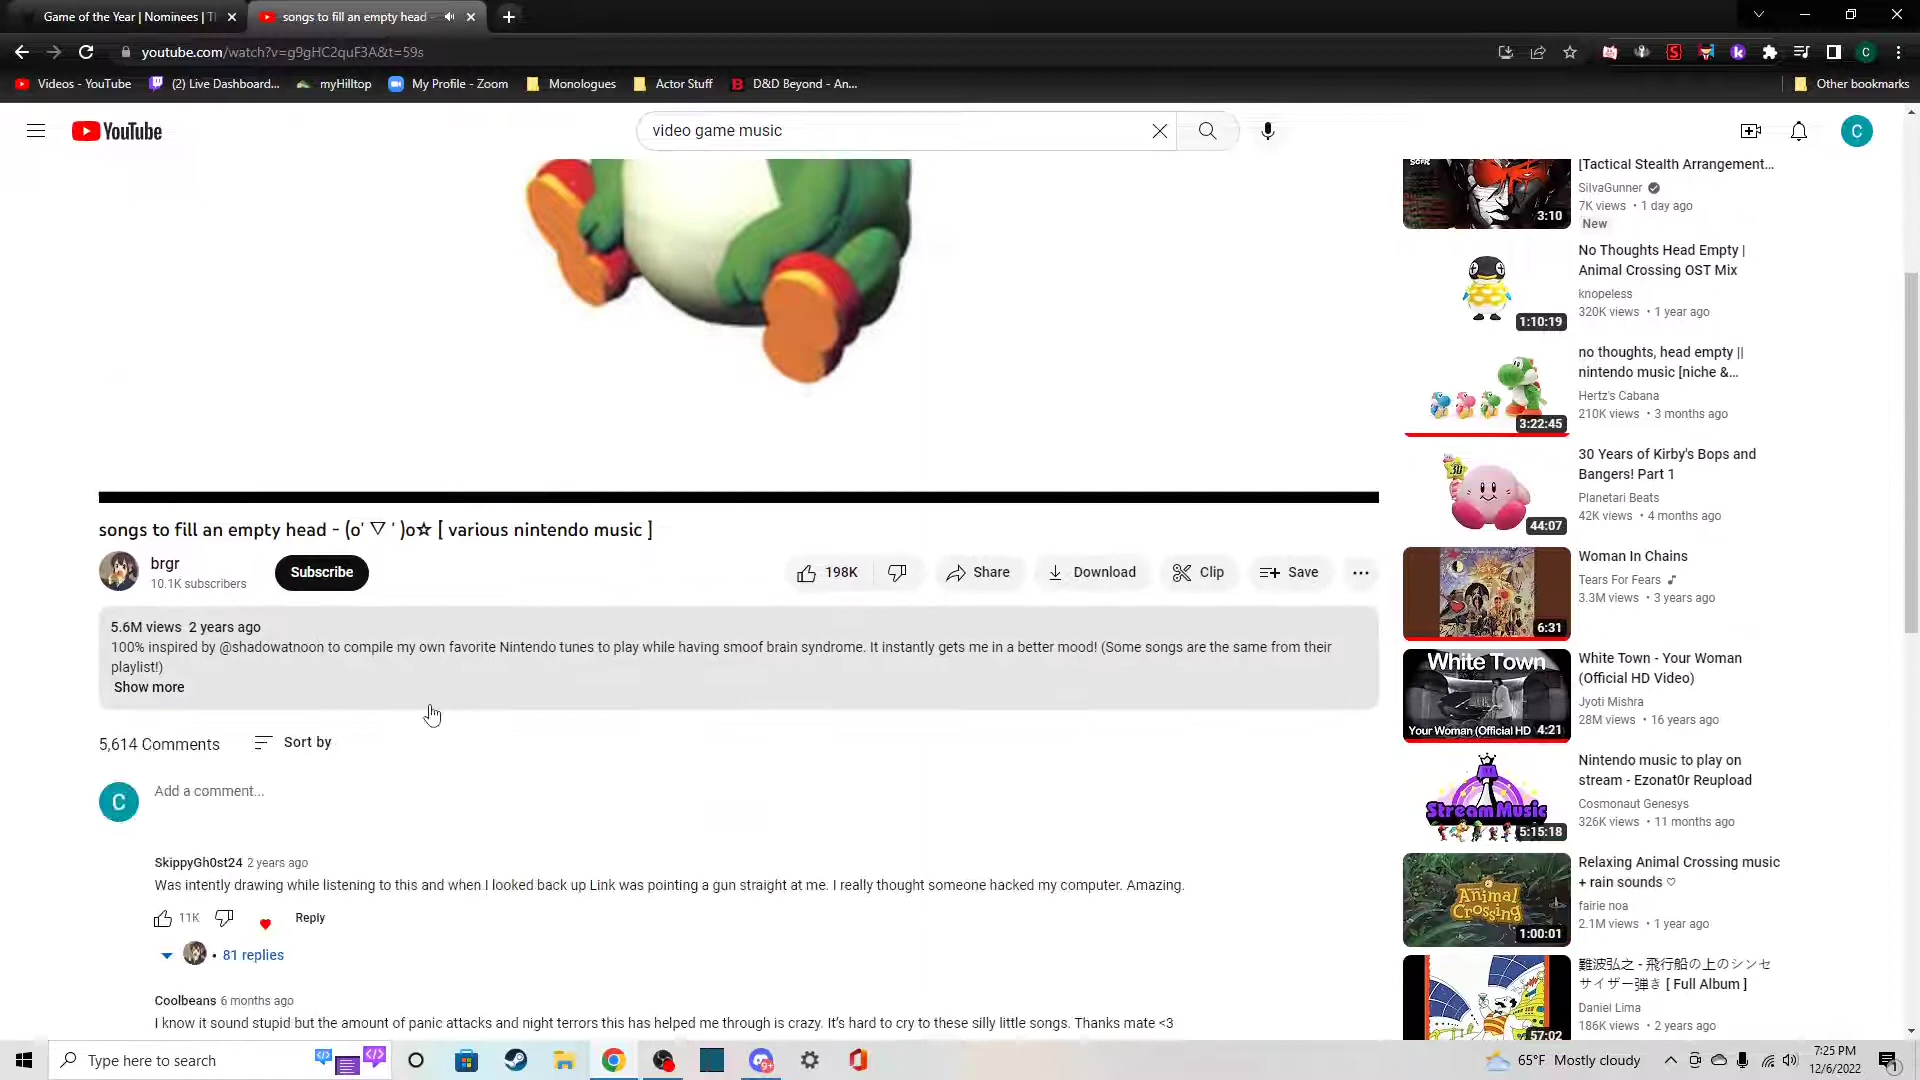 Game of the Year | Nominees | T
songs to fill an empty head
youtube.com/watch?v=g9gHC2quF3A&t=59s
Videos - YouTube
(2) Live Dashboard...
myHilltop
My Profile - Zoom
Monologues
Actor Stuff
D&D Beyond - An...
Other bookmarks
YouTube
video game music
C
songs to fill an empty head - (o' ▽ ' )o☆ [ various nintendo music ]
brgr
10.1K subscribers
Subscribe
198K
Share
Download
Clip
Save
5.6M views 2 years ago
100% inspired by @shadowatnoon to compile my own favorite Nintendo tunes to play while having smoof brain syndrome. It instantly gets me in a better mood! (Some songs are the same from their
playlist!)
Show more
5,614 Comments
Sort by
C
Add a comment...
SkippyGh0st24 2 years ago
Was intently drawing while listening to this and when I looked back up Link was pointing a gun straight at me. I really thought someone hacked my computer. Amazing.
11K
Reply
• 81 replies
Coolbeans 6 months ago
I know it sound stupid but the amount of panic attacks and night terrors this has helped me through is crazy. It's hard to cry to these silly little songs. Thanks mate <3
3:10
[Tactical Stealth Arrangement...
SilvaGunner
7K views • 1 day ago
New
1:10:19
No Thoughts Head Empty |
Animal Crossing OST Mix
knopeless
320K views • 1 year ago
3:22:45
no thoughts, head empty ||
nintendo music [niche &...
Hertz's Cabana
210K views • 3 months ago
44:07
30 Years of Kirby's Bops and
Bangers! Part 1
Planetari Beats
42K views • 4 months ago
6:31
Woman In Chains
Tears For Fears
3.3M views • 3 years ago
White Town
Your Woman (Official HD
4:21
White Town - Your Woman
(Official HD Video)
Jyoti Mishra
28M views • 16 years ago
Stream Music
5:15:18
Nintendo music to play on
stream - Ezonat0r Reupload
Cosmonaut Genesys
326K views • 11 months ago
Animal
Crossing
1:00:01
Relaxing Animal Crossing music
+ rain sounds ♡
fairie noa
2.1M views • 1 year ago
57:02
難波弘之 - 飛行船の上のシンセ
サイザー弾き [ Full Album ]
Daniel Lima
186K views • 2 years ago
Type here to search
9+
65°F Mostly cloudy
7:25 PM
12/6/2022
1